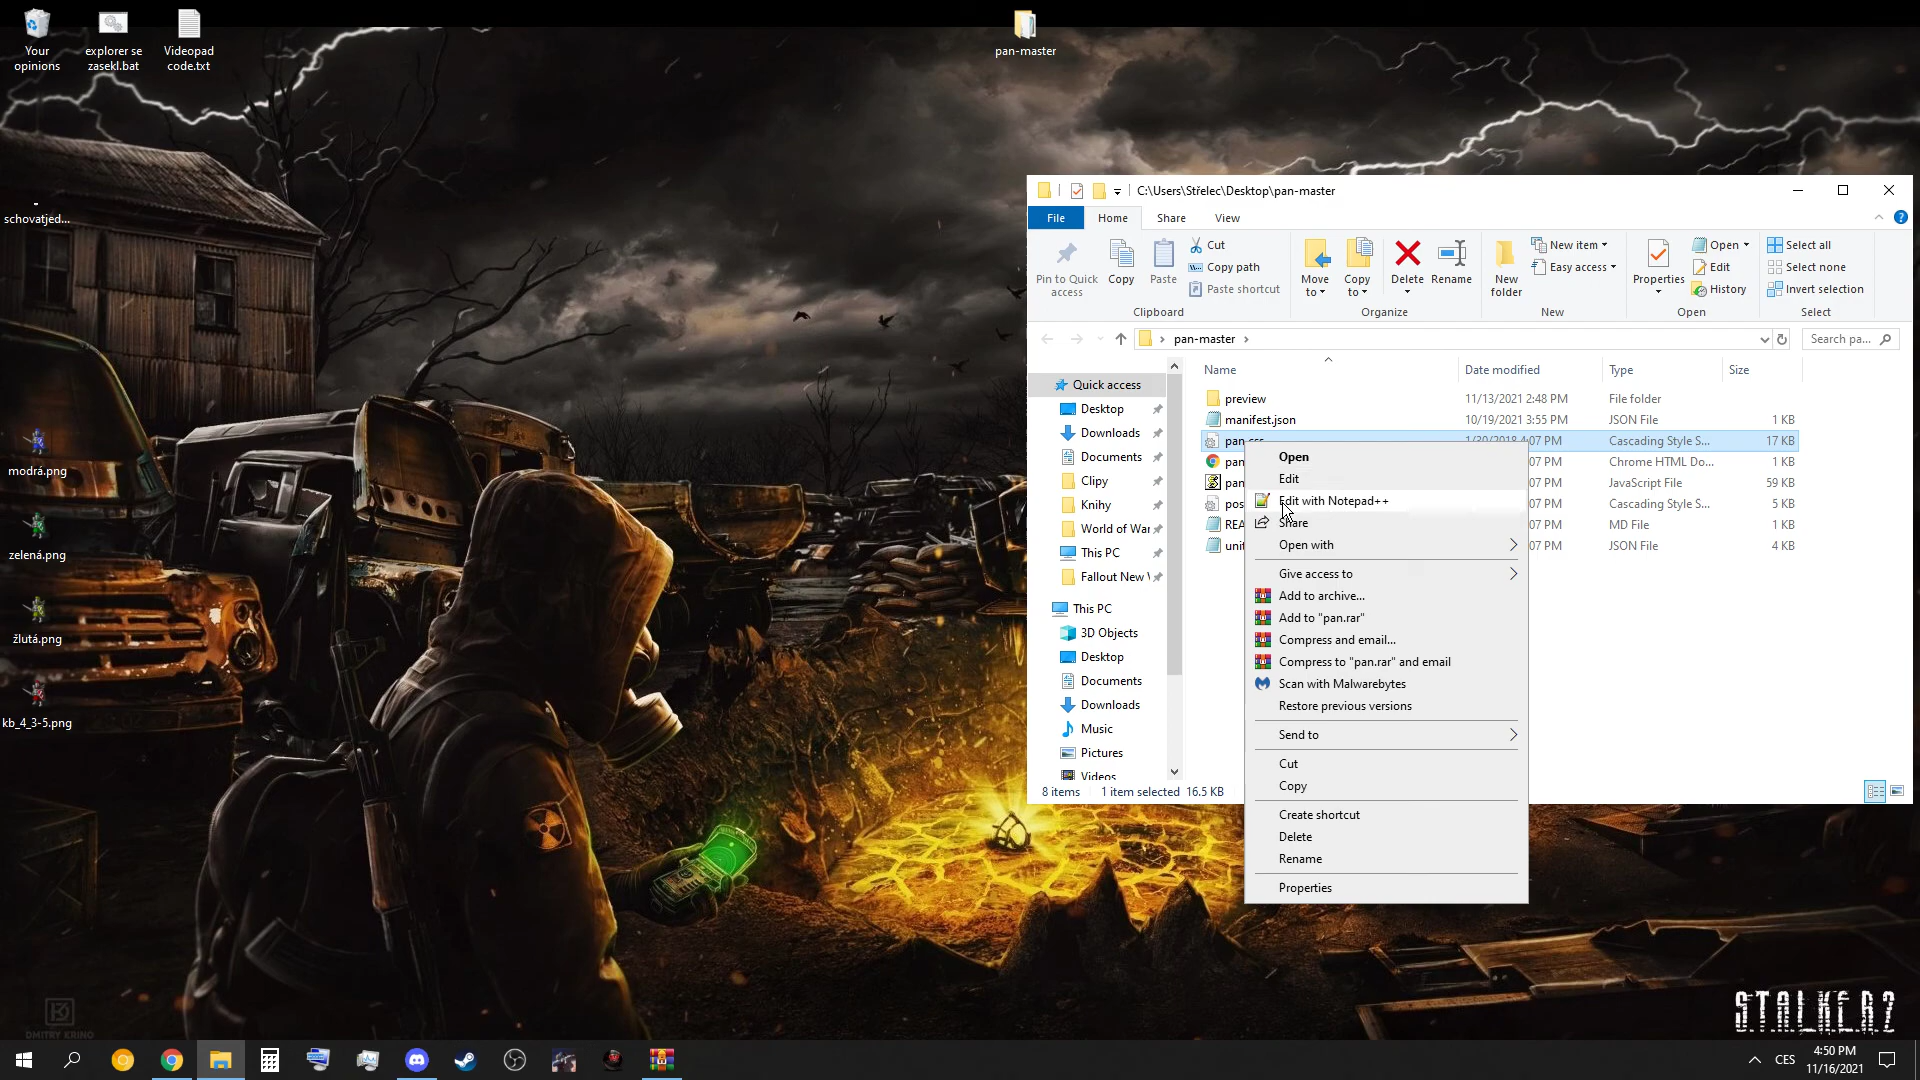 Your opinions
explorer se zasekl.bat
Videopad code.txt
pan-master
schovatjed...
modrá.png
zelená.png
žlutá.png
kb_4_3-5.png
C:\Users\Střelec\Desktop\pan-master
File Home Share View
Pin to Quick access
Copy
Paste
Cut
Copy path
Paste shortcut
Clipboard
Move to
Copy to
Delete
Rename
Organize
New folder
New item
Easy access
New
Properties
Open
Edit
History
Open
Select all
Select none
Invert selection
Select
pan-master
Search pa...
Quick access
Desktop
Downloads
Documents
Clipy
Knihy
World of War
This PC
Fallout New
This PC
3D Objects
Desktop
Documents
Downloads
Music
Pictures
Videos
Name Date modified Type Size
preview 11/13/2021 2:48 PM File folder
manifest.json 10/19/2021 3:55 PM JSON File 1 KB
pan.css 1/30/2018 4:07 PM Cascading Style S... 17 KB
pan 07 PM Chrome HTML Do... 1 KB
pan 07 PM JavaScript File 59 KB
pos 07 PM Cascading Style S... 5 KB
REA 07 PM MD File 1 KB
unit 07 PM JSON File 4 KB
Open
Edit
Edit with Notepad++
Share
Open with
Give access to
Add to archive...
Add to "pan.rar"
Compress and email...
Compress to "pan.rar" and email
Scan with Malwarebytes
Restore previous versions
Send to
Cut
Copy
Create shortcut
Delete
Rename
Properties
8 items 1 item selected 16.5 KB
DMITRY KRINO
S.T.A.L.K.E.R.2
CES
4:50 PM
11/16/2021